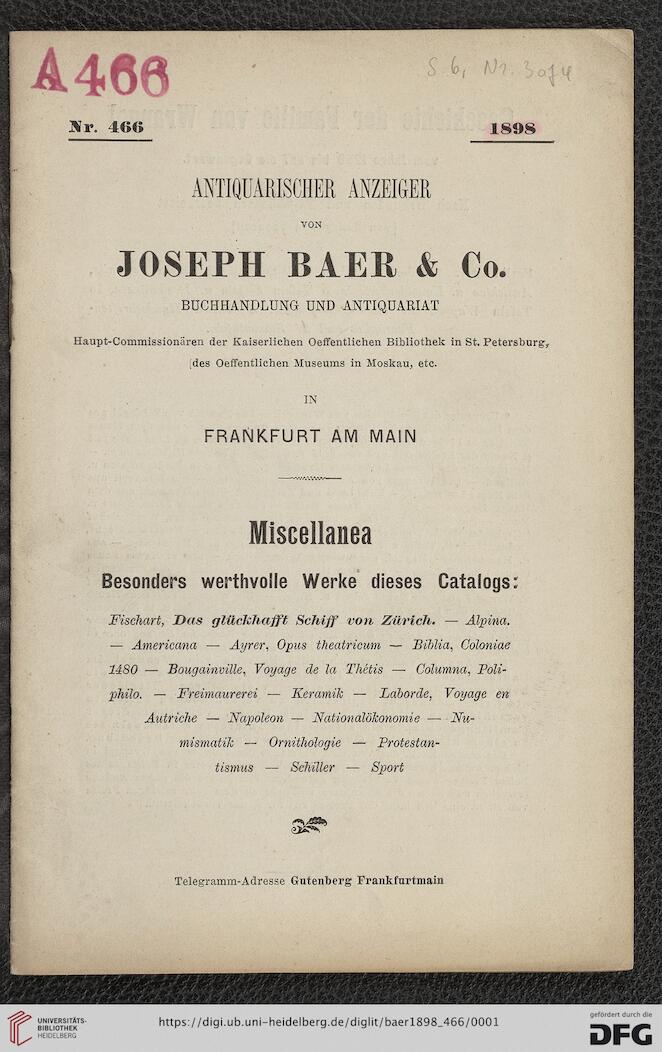 A466
S 6, Nr. 3074
Nr. 466
1898
ANTIQUARISCHER ANZEIGER
VON
JOSEPH BAER & Co.
BUCHHANDLUNG UND ANTIQUARIAT
Haupt-Commissionären der Kaiserlichen Oeffentlichen Bibliothek in St. Petersburg,
des Oeffentlichen Museums in Moskau, etc.
IN
FRANKFURT AM MAIN
Miscellanea
Besonders werthvolle Werke dieses Catalogs:
Fischart, Das glückhafft Schiff von Zürich. — Alpina.
— Americana — Ayrer, Opus theatricum — Biblia, Coloniae
1480 — Bougainville, Voyage de la Thétis — Columna, Poli-
philo. — Freimaurerei — Keramik — Laborde, Voyage en
Autriche — Napoleon — Nationalökonomie — Nu-
mismatik — Ornithologie — Protestan-
tismus — Schiller — Sport
Telegramm-Adresse Gutenberg Frankfurtmain
UNIVERSITÄTS-
BIBLIOTHEK
HEIDELBERG
https://digi.ub.uni-heidelberg.de/diglit/baer1898_466/0001
gefördert durch die
DFG